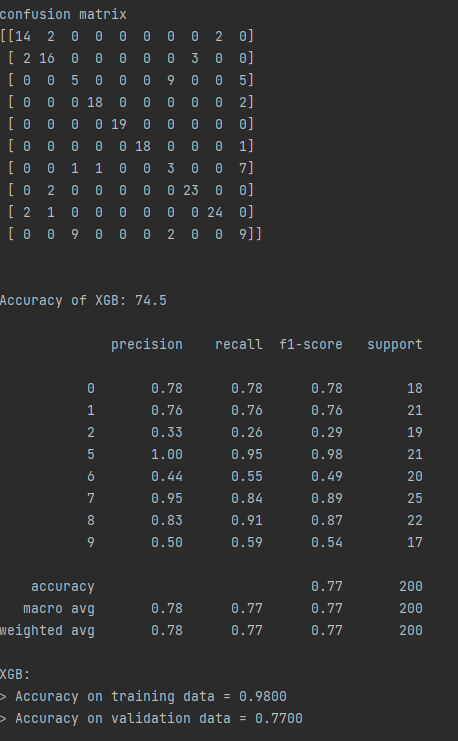 confusion matrix
[[14 2 0 0 0 0 0 0 2 0]
[ 2 16 0 0 0 0 0 3 0 0]
[ 0 0 5 0 0 0 9 0 0 5]
[ 0 0 0 18 0 0 0 0 0 2]
[ 0 0 0 0 19 0 0 0 0 0]
[ 0 0 0 0 0 18 0 0 0 1]
[ 0 0 1 1 0 0 3 0 0 7]
[ 0 2 0 0 0 0 0 23 0 0]
[ 2 1 0 0 0 0 0 0 24 0]
[ 0 0 9 0 0 0 2 0 0 9]]
Accuracy of XGB: 74.5
precision recall f1-score support
0 0.78 0.78 0.78 18
1 0.76 0.76 0.76 21
2 0.33 0.26 0.29 19
5 1.00 0.95 0.98 21
6 0.44 0.55 0.49 20
7 0.95 0.84 0.89 25
8 0.83 0.91 0.87 22
9 0.50 0.59 0.54 17
accuracy 0.77 200
macro avg 0.78 0.77 0.77 200
weighted avg 0.78 0.77 0.77 200
XGB:
> Accuracy on training data = 0.9800
> Accuracy on validation data = 0.7700